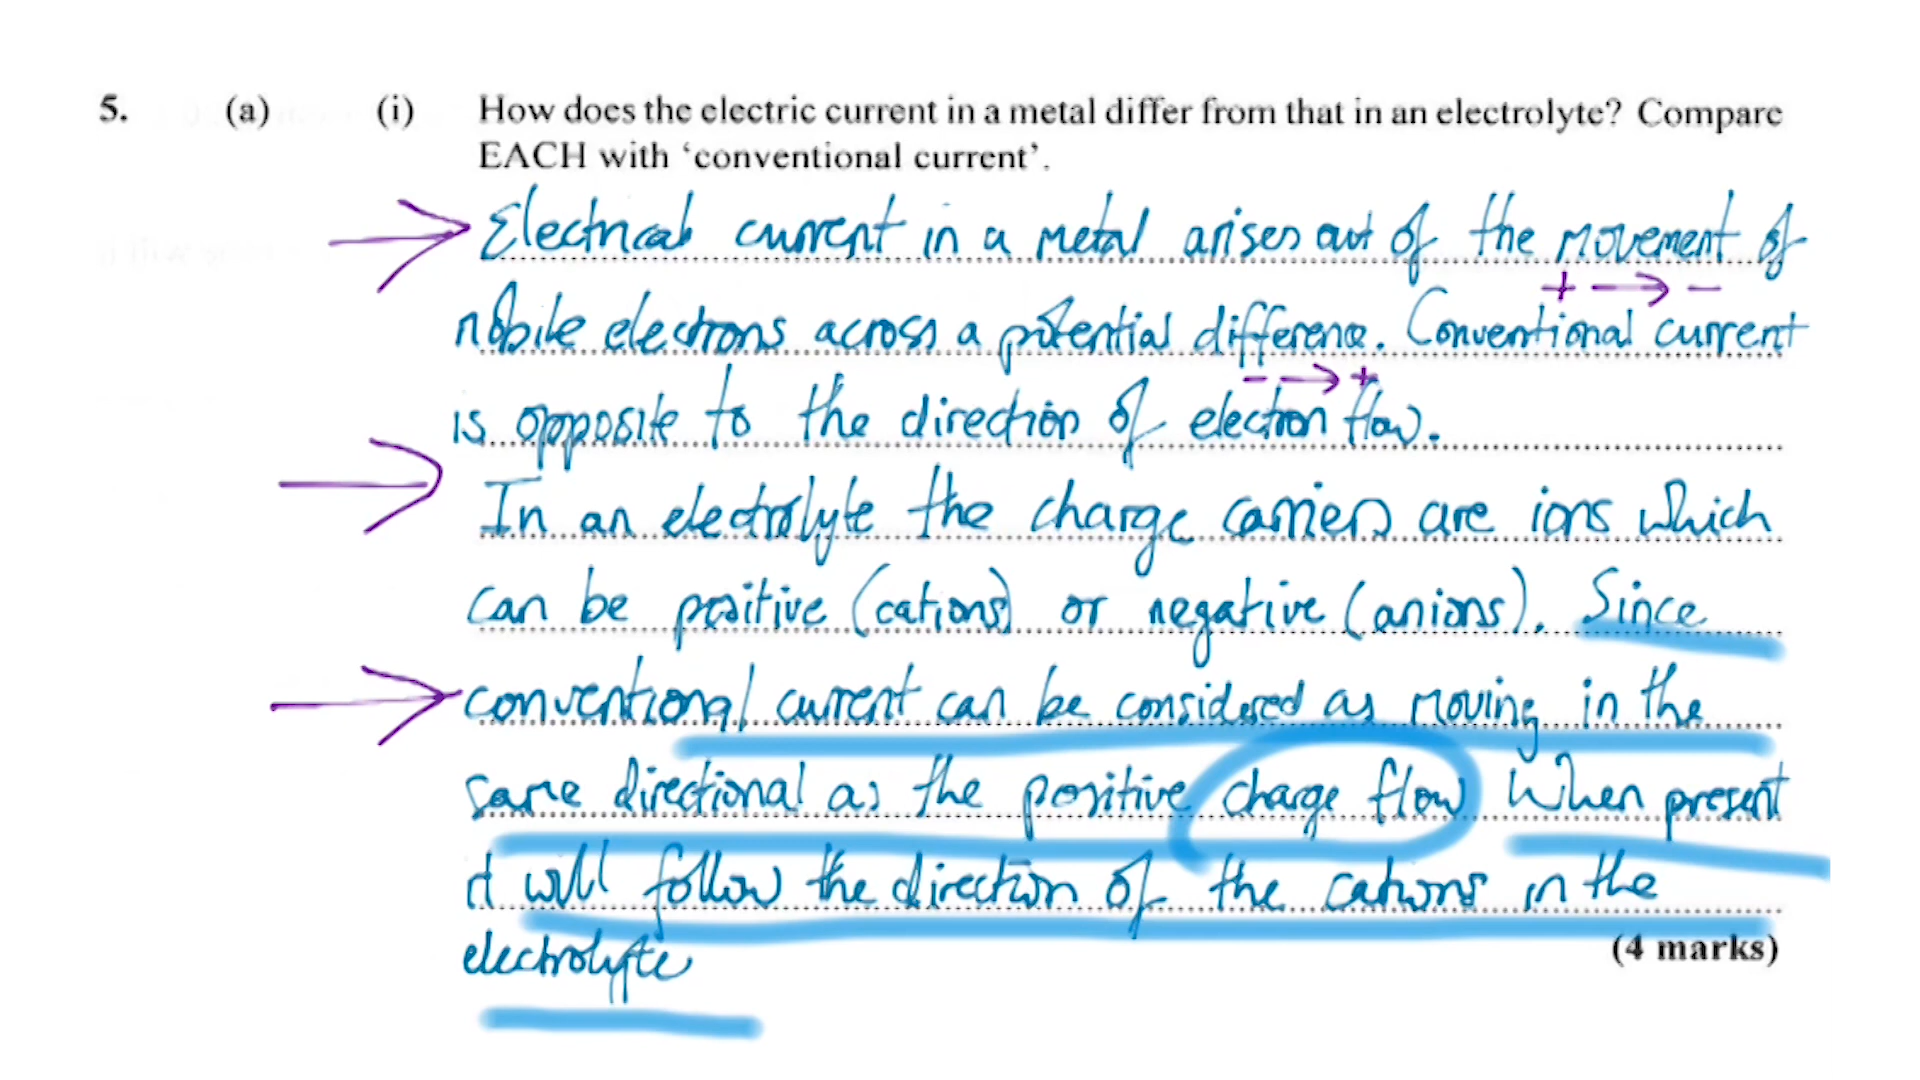 5. (a) (i) How does the electric current in a metal differ from that in an electrolyte? Compare
EACH with ‘conventional current’.
Electrical current in a metal arises out of the movement of
+ → −
mobile electrons across a potential difference. Conventional current
− → +
is opposite to the direction of electron flow.
In an electrolyte the charge carriers are ions which
can be positive (cations) or negative (anions). Since
conventional current can be considered as moving in the
same directional as the positive charge flow when present
it will follow the direction of the cations in the
electrolyte
(4 marks)